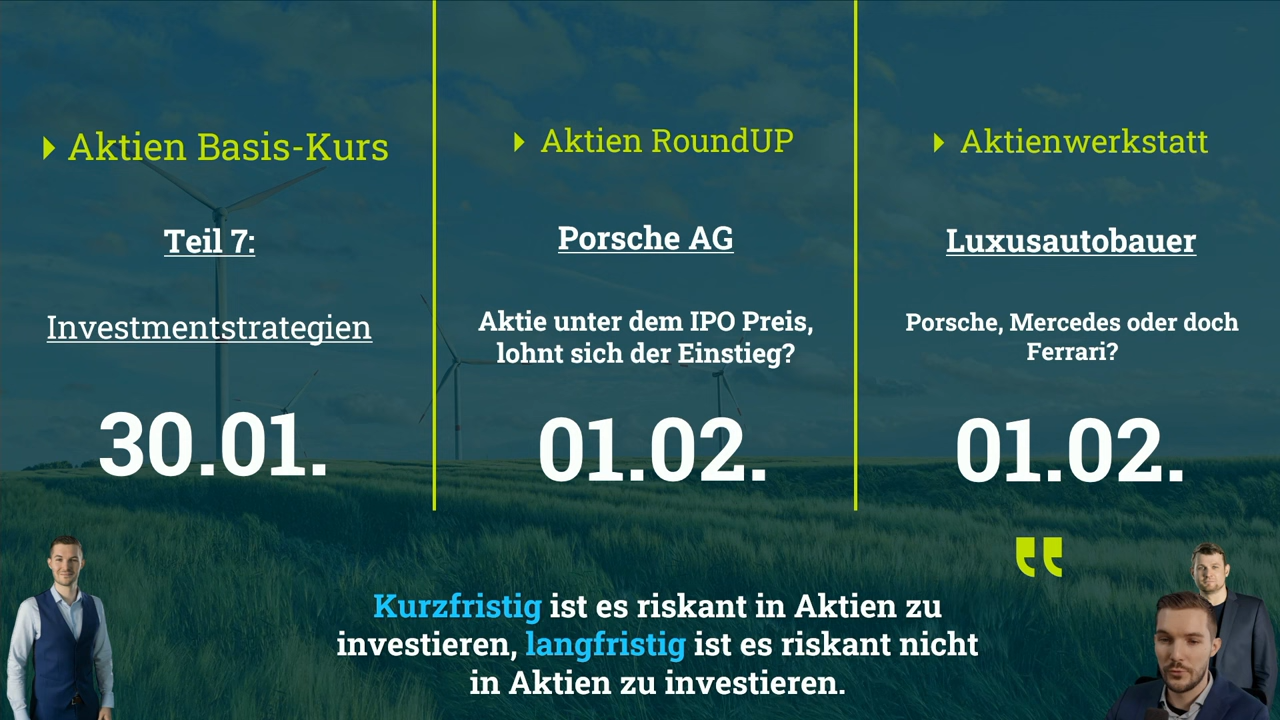 Aktien Basis-Kurs
Teil 7:
Investmentstrategien
30.01.
Aktien RoundUP
Porsche AG
Aktie unter dem IPO Preis,
lohnt sich der Einstieg?
01.02.
Aktienwerkstatt
Luxusautobauer
Porsche, Mercedes oder doch
Ferrari?
01.02.
"
Kurzfristig ist es riskant in Aktien zu
investieren, langfristig ist es riskant nicht
in Aktien zu investieren.